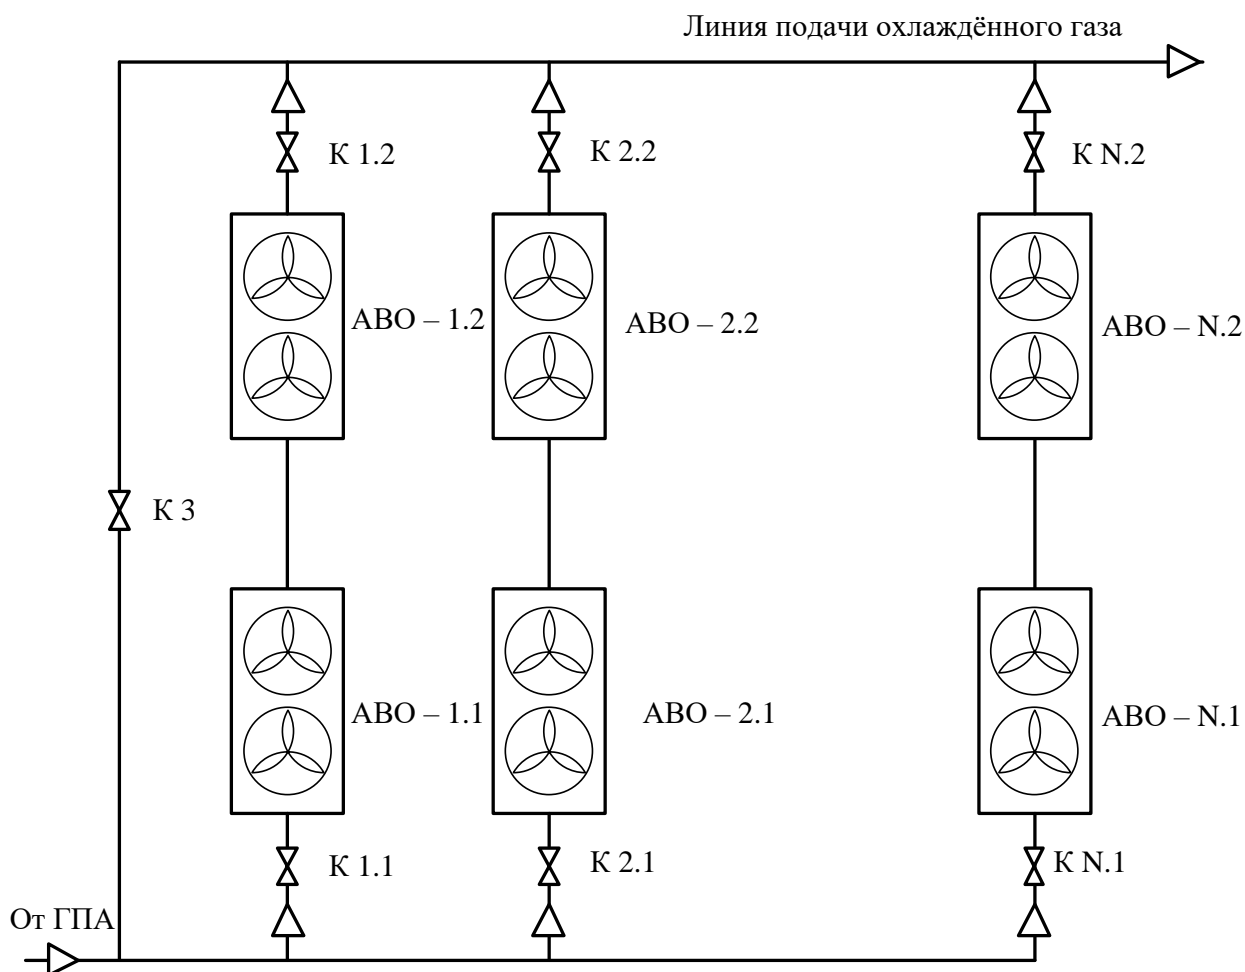 Линия подачи охлаждённого газа
К 1.2
К 2.2
К N.2
АВО – 1.2
АВО – 2.2
АВО – N.2
К 3
АВО – 1.1
АВО – 2.1
АВО – N.1
К 1.1
К 2.1
К N.1
От ГПА